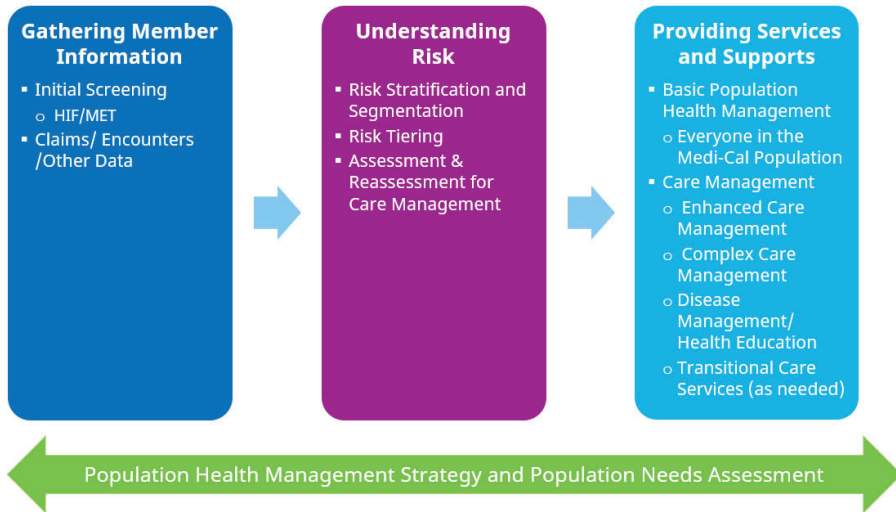 Gathering Member
Information
▪ Initial Screening
o HIF/MET
▪ Claims/ Encounters
/Other Data
Understanding
Risk
▪ Risk Stratification and
Segmentation
▪ Risk Tiering
▪ Assessment &
Reassessment for
Care Management
Providing Services
and Supports
▪ Basic Population
Health Management
o Everyone in the
Medi-Cal Population
▪ Care Management
o Enhanced Care
Management
o Complex Care
Management
o Disease
Management/
Health Education
o Transitional Care
Services (as needed)
Population Health Management Strategy and Population Needs Assessment